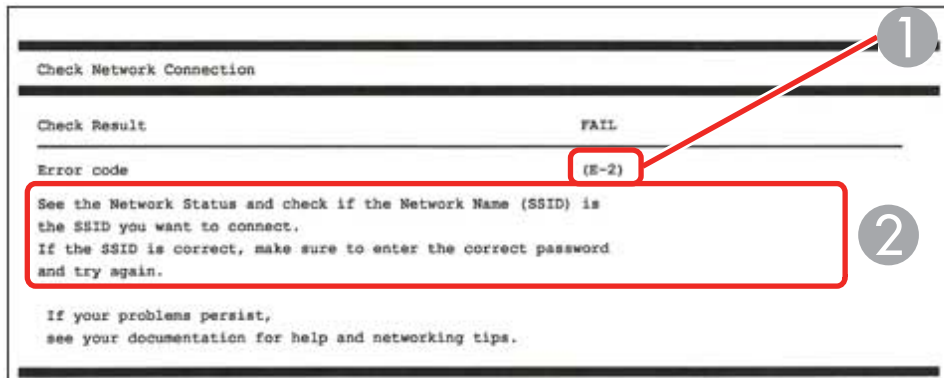 1
Check Network Connection
Check Result FAIL
Error code (E-2)
See the Network Status and check if the Network Name (SSID) is
the SSID you want to connect.
If the SSID is correct, make sure to enter the correct password
and try again.
2
If your problems persist,
see your documentation for help and networking tips.